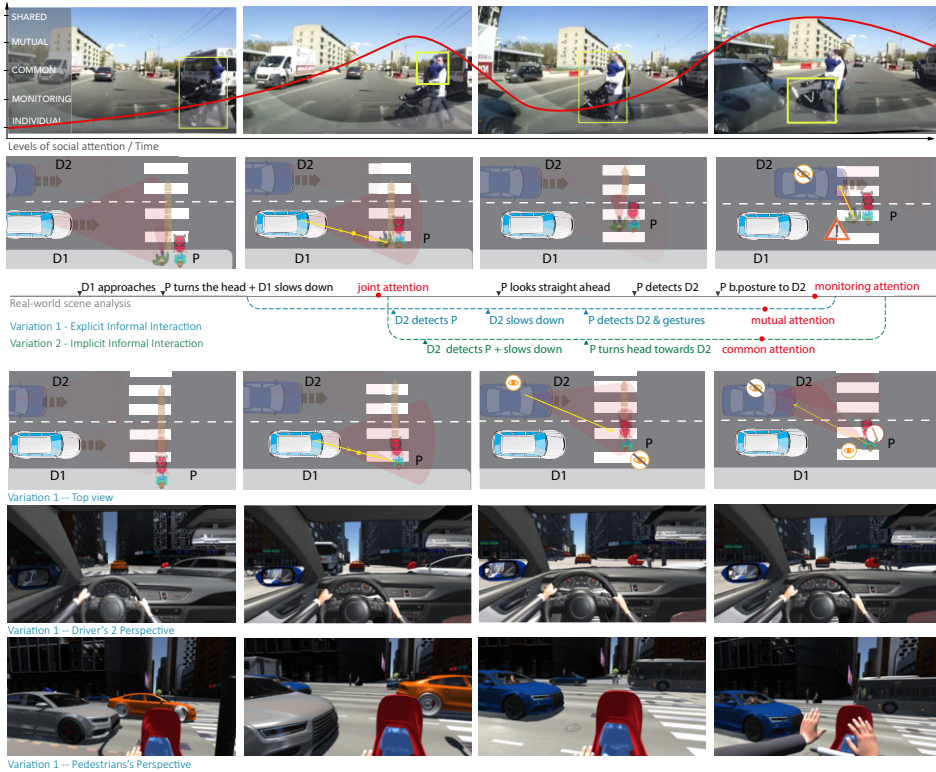 SHARED
MUTUAL
COMMON
MONITORING
INDIVIDUAL
Levels of social attention / Time
D2
D2
D2
D2
P
P
P
P
D1
D1
D1
D1
D1 approaches
P turns the head + D1 slows down
joint attention
P looks straight ahead
P detects D2
P b.posture to D2
monitoring attention
Real-world scene analysis
D2 detects P
D2 slows down
P detects D2 & gestures
mutual attention
Variation 1 - Explicit Informal Interaction
Variation 2 - Implicit Informal Interaction
D2 detects P + slows down
P turns head towards D2
common attention
D2
D2
D2
D2
P
P
P
P
D1
D1
D1
D1
Variation 1 -- Top view
Variation 1 -- Driver's 2 Perspective
Variation 1 -- Pedestrians's Perspective